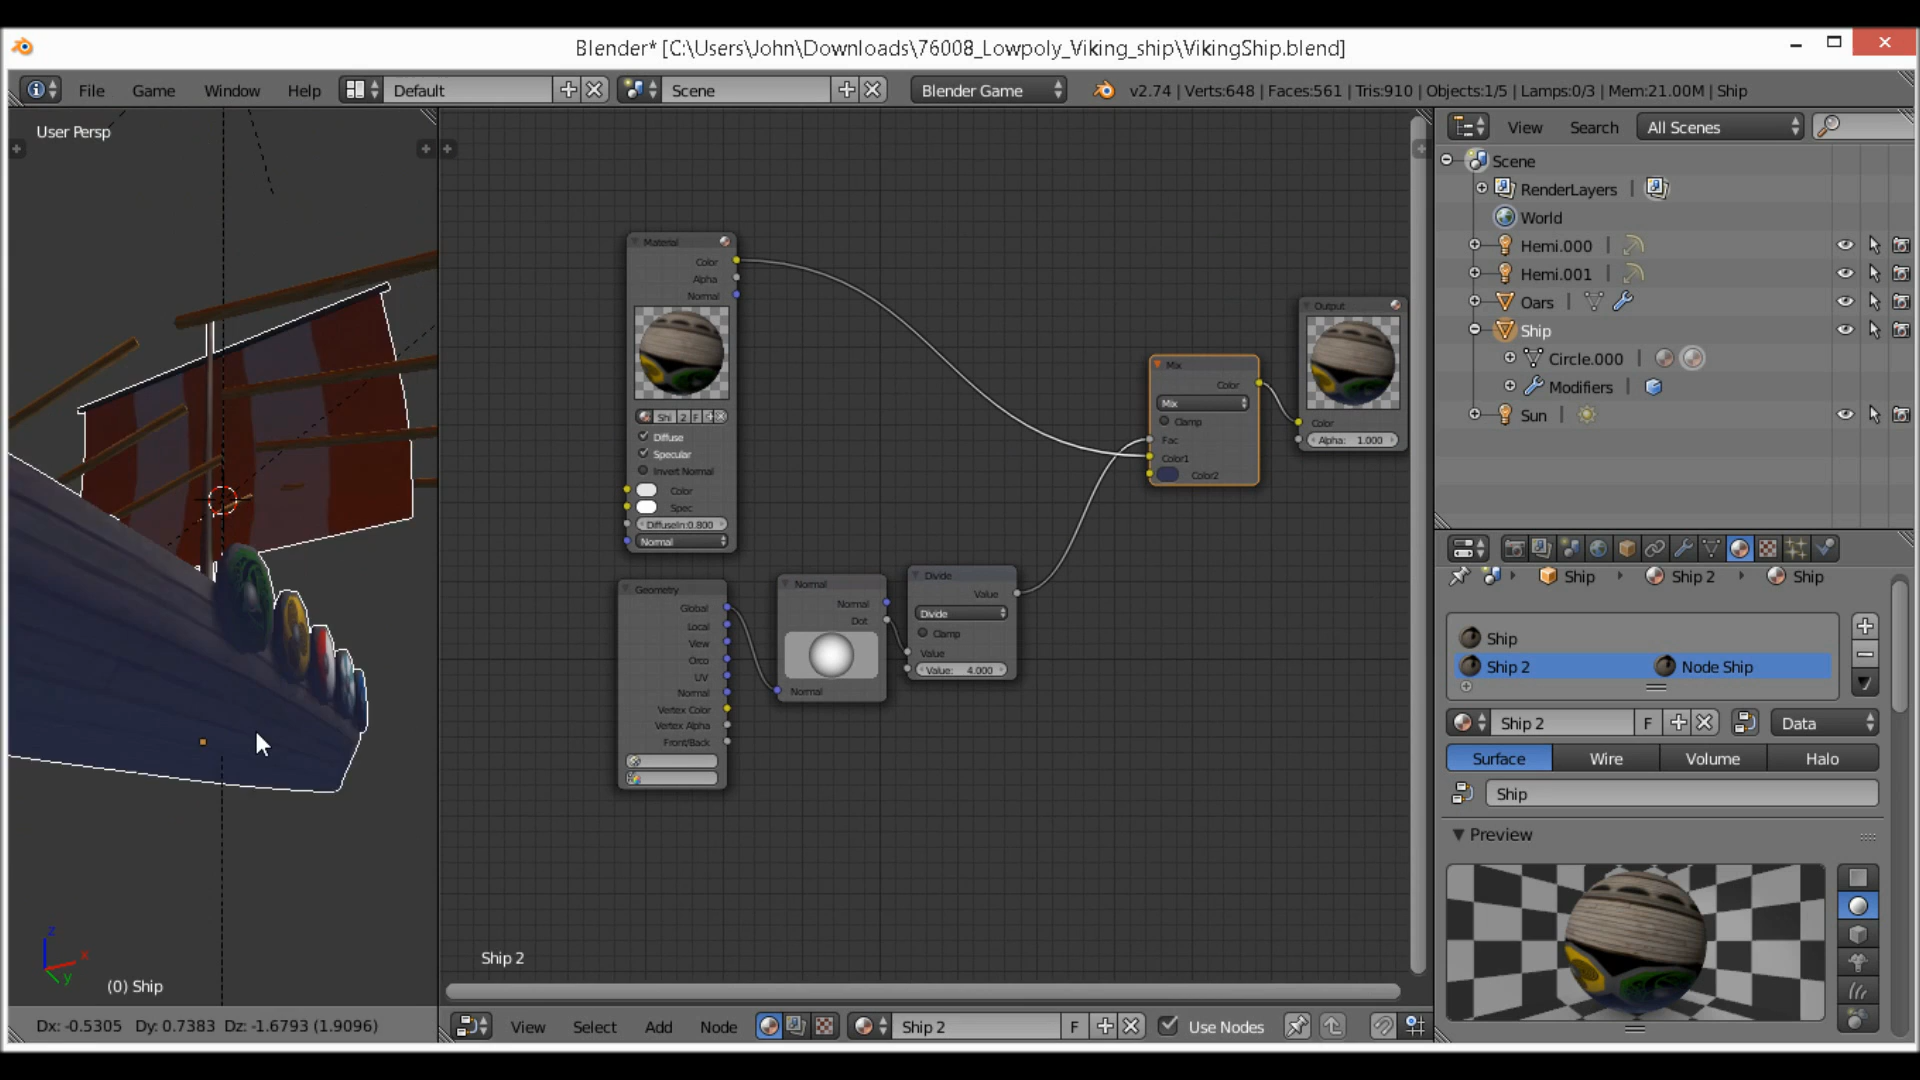 Blender* [C:\Users\John\Downloads\76008_Lowpoly_Viking_ship\VikingShip.blend]
File Game Window Help Default Scene Blender Game v2.74 | Verts:648 | Faces:561 | Tris:910 | Objects:1/5 | Lamps:0/3 | Mem:21.00M | Ship
User Persp
View Search All Scenes
Scene
RenderLayers
World
Hemi.000
Hemi.001
Oars
Ship
Circle.000
Modifiers
Sun
Material
Color
Alpha
Normal
Shi 2 F
Diffuse
Specular
Invert Normal
Color
Spec
DiffuseIn:0.800
Normal
Geometry
Global
Local
View
Orco
UV
Normal
Vertex Color
Vertex Alpha
Front/Back
Normal
Normal
Dot
Normal
Divide
Value
Divide
Clamp
Value
Value: 4.000
Mix
Color
Mix
Clamp
Fac
Color1
Color2
Output
Color
Alpha: 1.000
Ship Ship 2 Ship
Ship
Ship 2 Node Ship
Ship 2 F Data
Surface Wire Volume Halo
Ship
Preview
z
x
y
(0) Ship
Ship 2
Dx: -0.5305 Dy: 0.7383 Dz: -1.6793 (1.9096)
View Select Add Node Ship 2 F Use Nodes